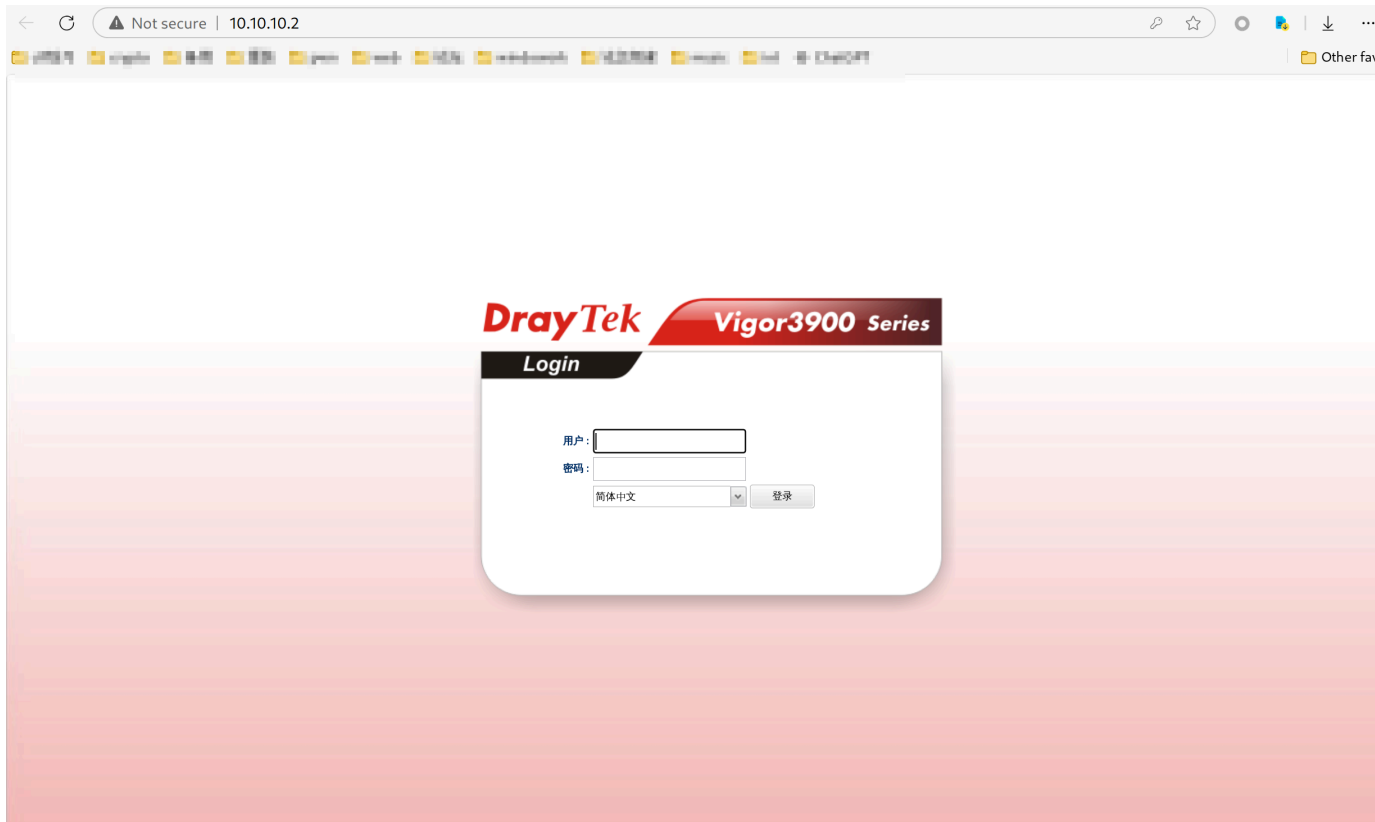 Not secure | 10.10.10.2
Other fav
DrayTek Vigor3900 Series
Login
用户 :
密码 :
简体中文 登录